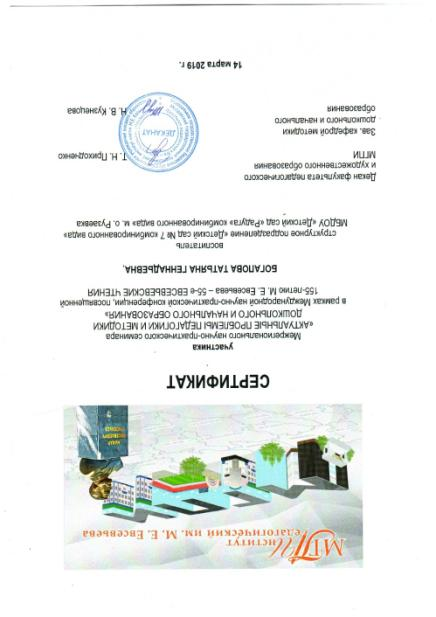 МГПИ
Институт
педагогический им. М. Е. Евсевьева
СЕРТИФИКАТ
участника
Межрегионального научно-практического семинара
«АКТУАЛЬНЫЕ ПРОБЛЕМЫ ПЕДАГОГИКИ И МЕТОДИКИ
ДОШКОЛЬНОГО И НАЧАЛЬНОГО ОБРАЗОВАНИЯ»
в рамках Международной научно-практической конференции, посвященной
155-летию М. Е. Евсевьева – 55-е ЕВСЕВЬЕВСКИЕ ЧТЕНИЯ
БОГАПОВА ТАТЬЯНА ГЕННАДЬЕВНА,
воспитатель
структурное подразделение «Детский сад № 7 комбинированного вида»
МБДОУ «Детский сад «Радуга» комбинированного вида» м. о. Рузаевка
Декан факультета педагогического
и художественного образования
МГПИ
Т. Н. Приходченко
Зав. кафедрой методики
дошкольного и начального
образования
Н. В. Кузнецова
ДЕКАНАТ
14 марта 2019 г.